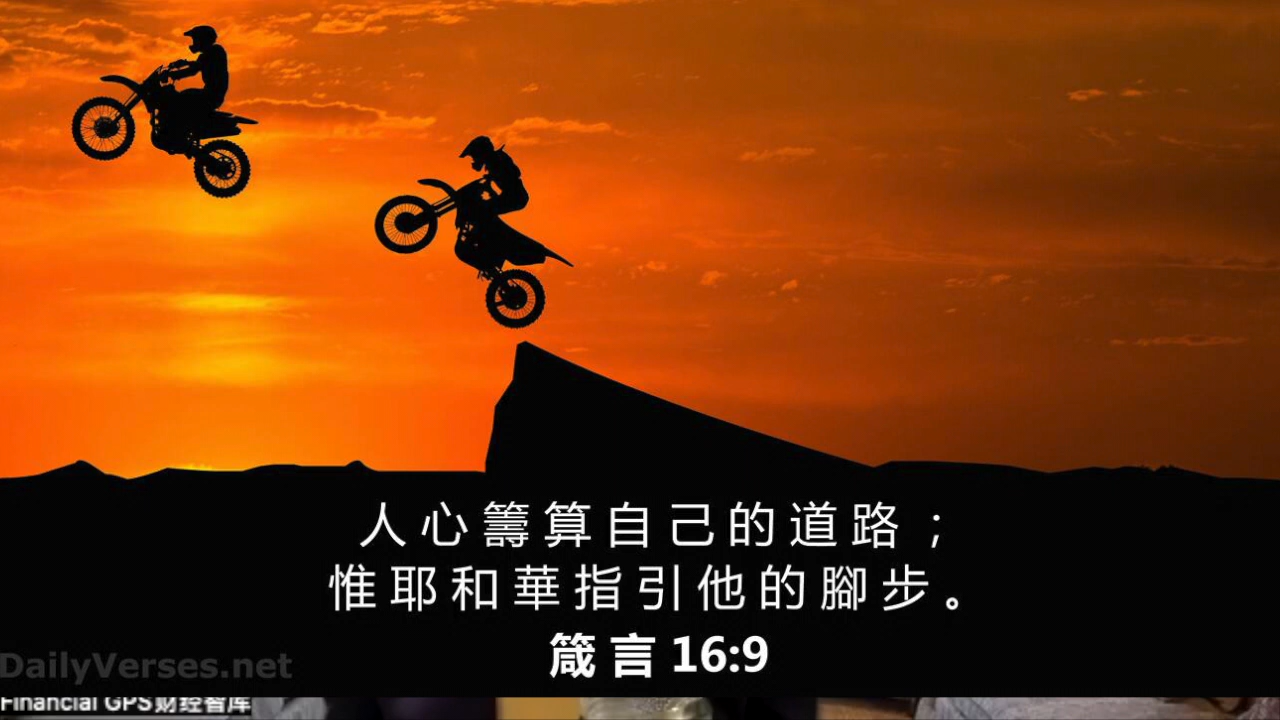 人心籌算自己的道路；
惟耶和華指引他的腳步。
箴言 16:9
DailyVerses.net
Financial GPS财经智库